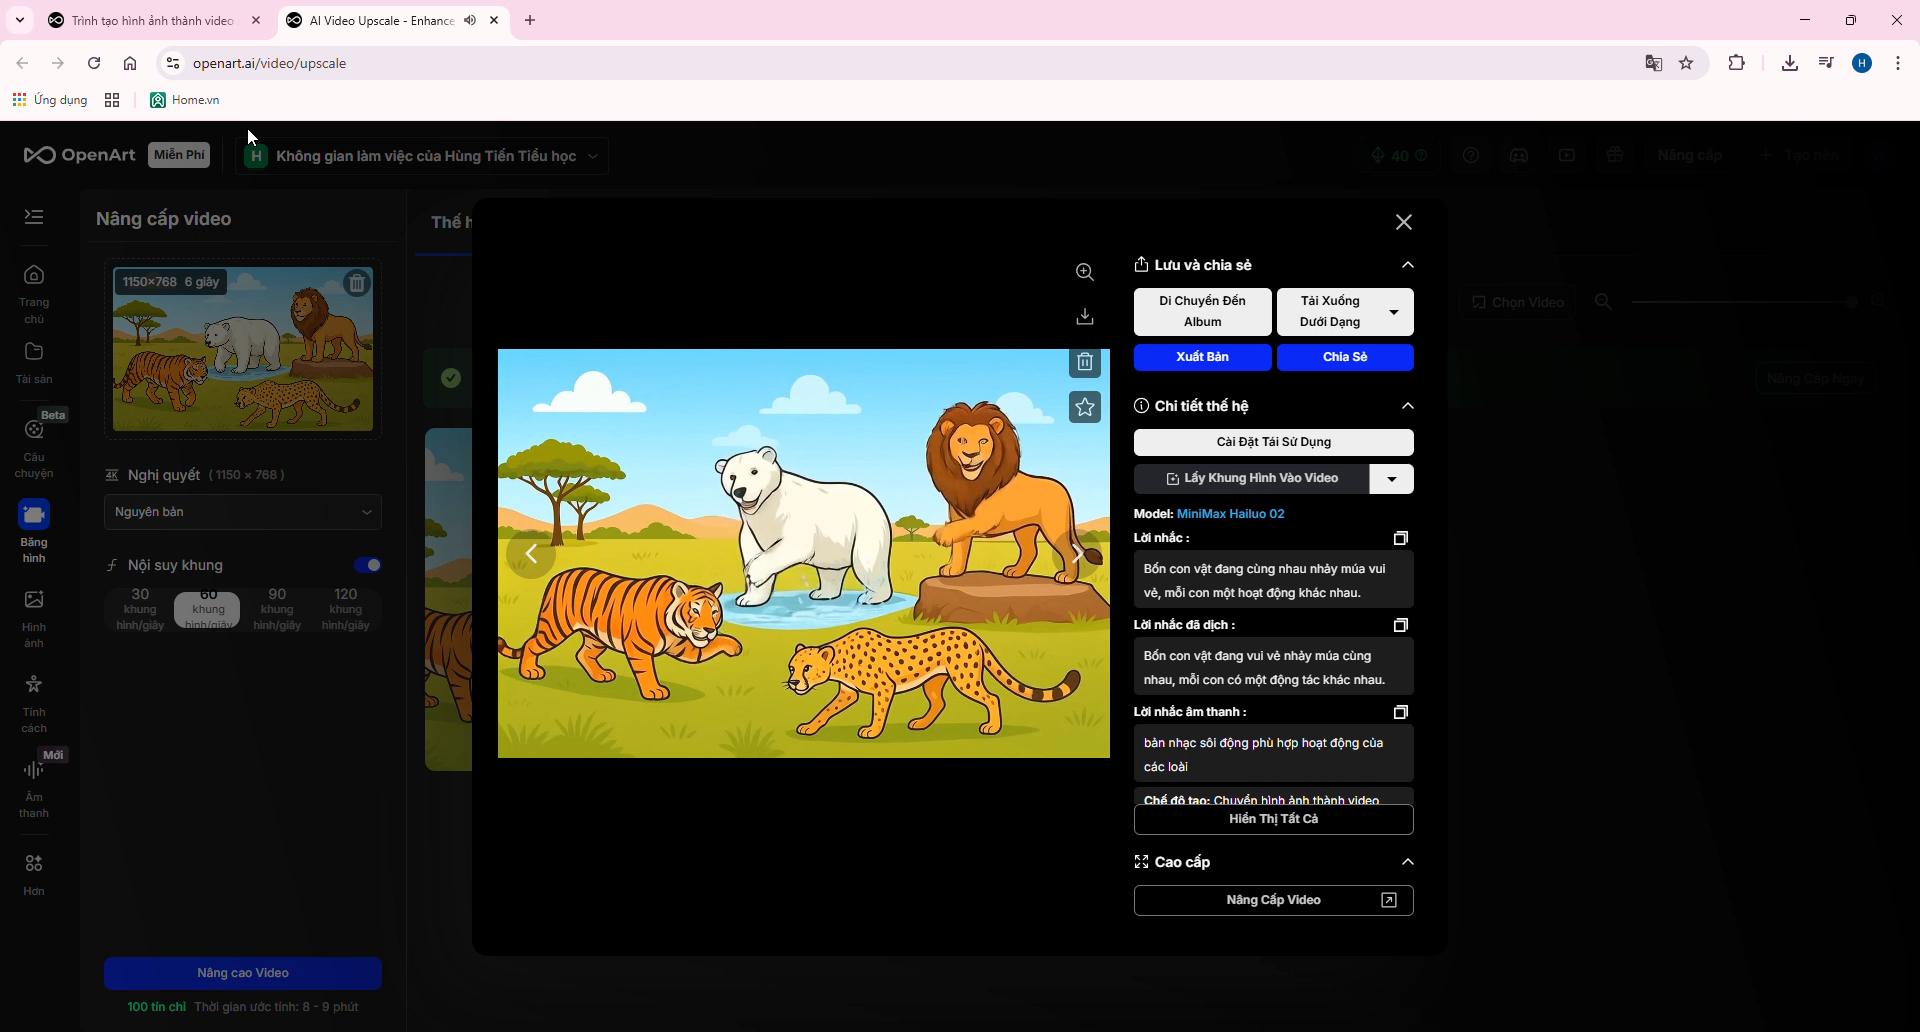 Trình tạo hình ảnh thành video
AI Video Upscale - Enhance
openart.ai/video/upscale
H
Ứng dụng
Home.vn
OpenArt
Miễn Phí
H
Không gian làm việc của Hùng Tiến Tiểu học
40
Nâng cấp
Tạo nên
Nâng cấp video
Thế h
1150×768 6 giây
Trang
chủ
Tài sản
Beta
Câu
chuyện
Băng
hình
Hình
ảnh
Tính
cách
Mới
Âm
thanh
Hơn
4K Nghị quyết (1150 × 768)
Nguyên bản
Nội suy khung
30
khung
hình/giây
60
khung
hình/giây
90
khung
hình/giây
120
khung
hình/giây
Nâng cao Video
100 tín chỉ Thời gian ước tính: 8 - 9 phút
Chọn Video
Nâng Cấp Ngay
Lưu và chia sẻ
Di Chuyển Đến
Album
Tải Xuống
Dưới Dạng
Xuất Bản
Chia Sẻ
Chi tiết thế hệ
Cài Đặt Tái Sử Dụng
Lấy Khung Hình Vào Video
Model: MiniMax Hailuo 02
Lời nhắc :
Bốn con vật đang cùng nhau nhảy múa vui
vẻ, mỗi con một hoạt động khác nhau.
Lời nhắc đã dịch :
Bốn con vật đang vui vẻ nhảy múa cùng
nhau, mỗi con có một động tác khác nhau.
Lời nhắc âm thanh :
bản nhạc sôi động phù hợp hoạt động của
các loài
Chế độ tạo: Chuyển hình ảnh thành video
Hiển Thị Tất Cả
Cao cấp
Nâng Cấp Video